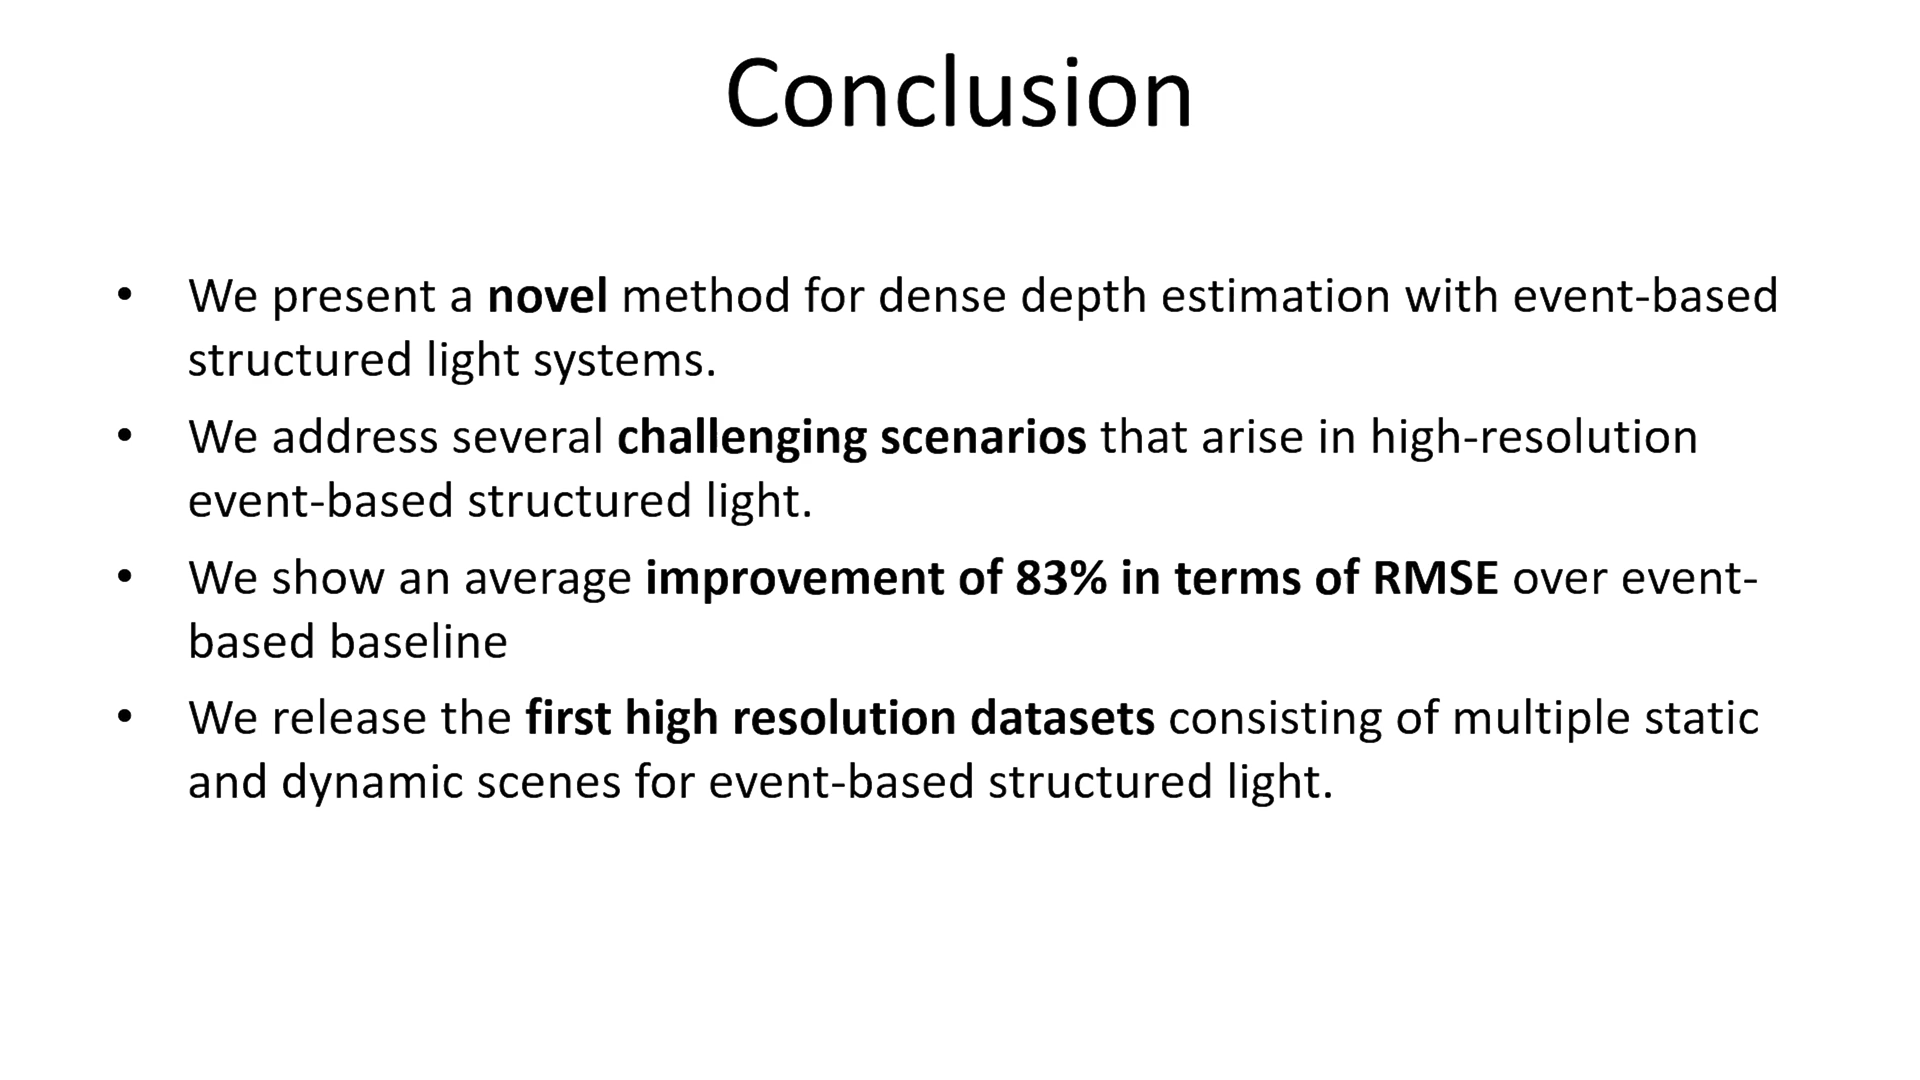 Conclusion
• We present a novel method for dense depth estimation with event-based
structured light systems.
• We address several challenging scenarios that arise in high-resolution
event-based structured light.
• We show an average improvement of 83% in terms of RMSE over event-
based baseline
• We release the first high resolution datasets consisting of multiple static
and dynamic scenes for event-based structured light.